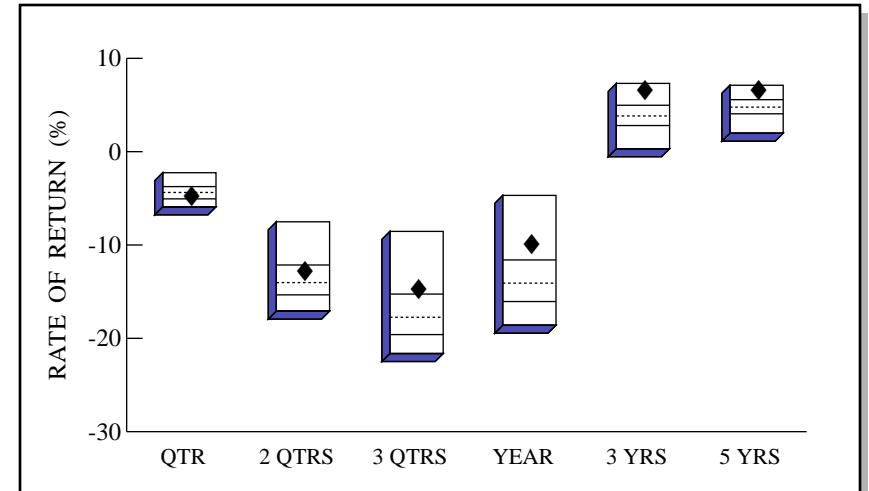 RATE OF RETURN (%)
10
0
-10
-20
-30
QTR 2 QTRS 3 QTRS YEAR 3 YRS 5 YRS